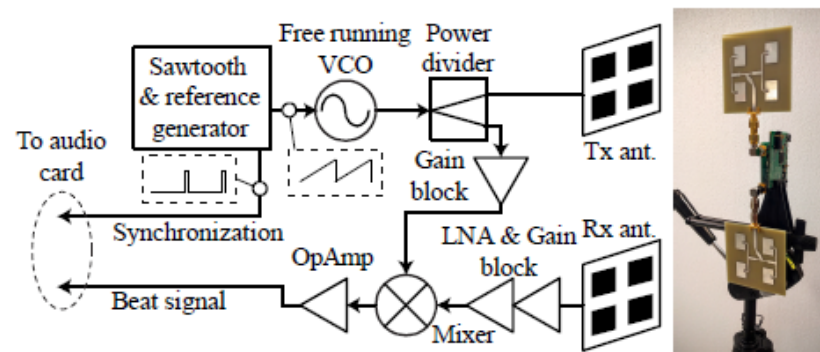 Sawtooth
& reference
generator
Free running
VCO
Power
divider
Tx ant.
To audio
card
Gain
block
Synchronization
OpAmp
LNA & Gain
block
Rx ant.
Beat signal
Mixer